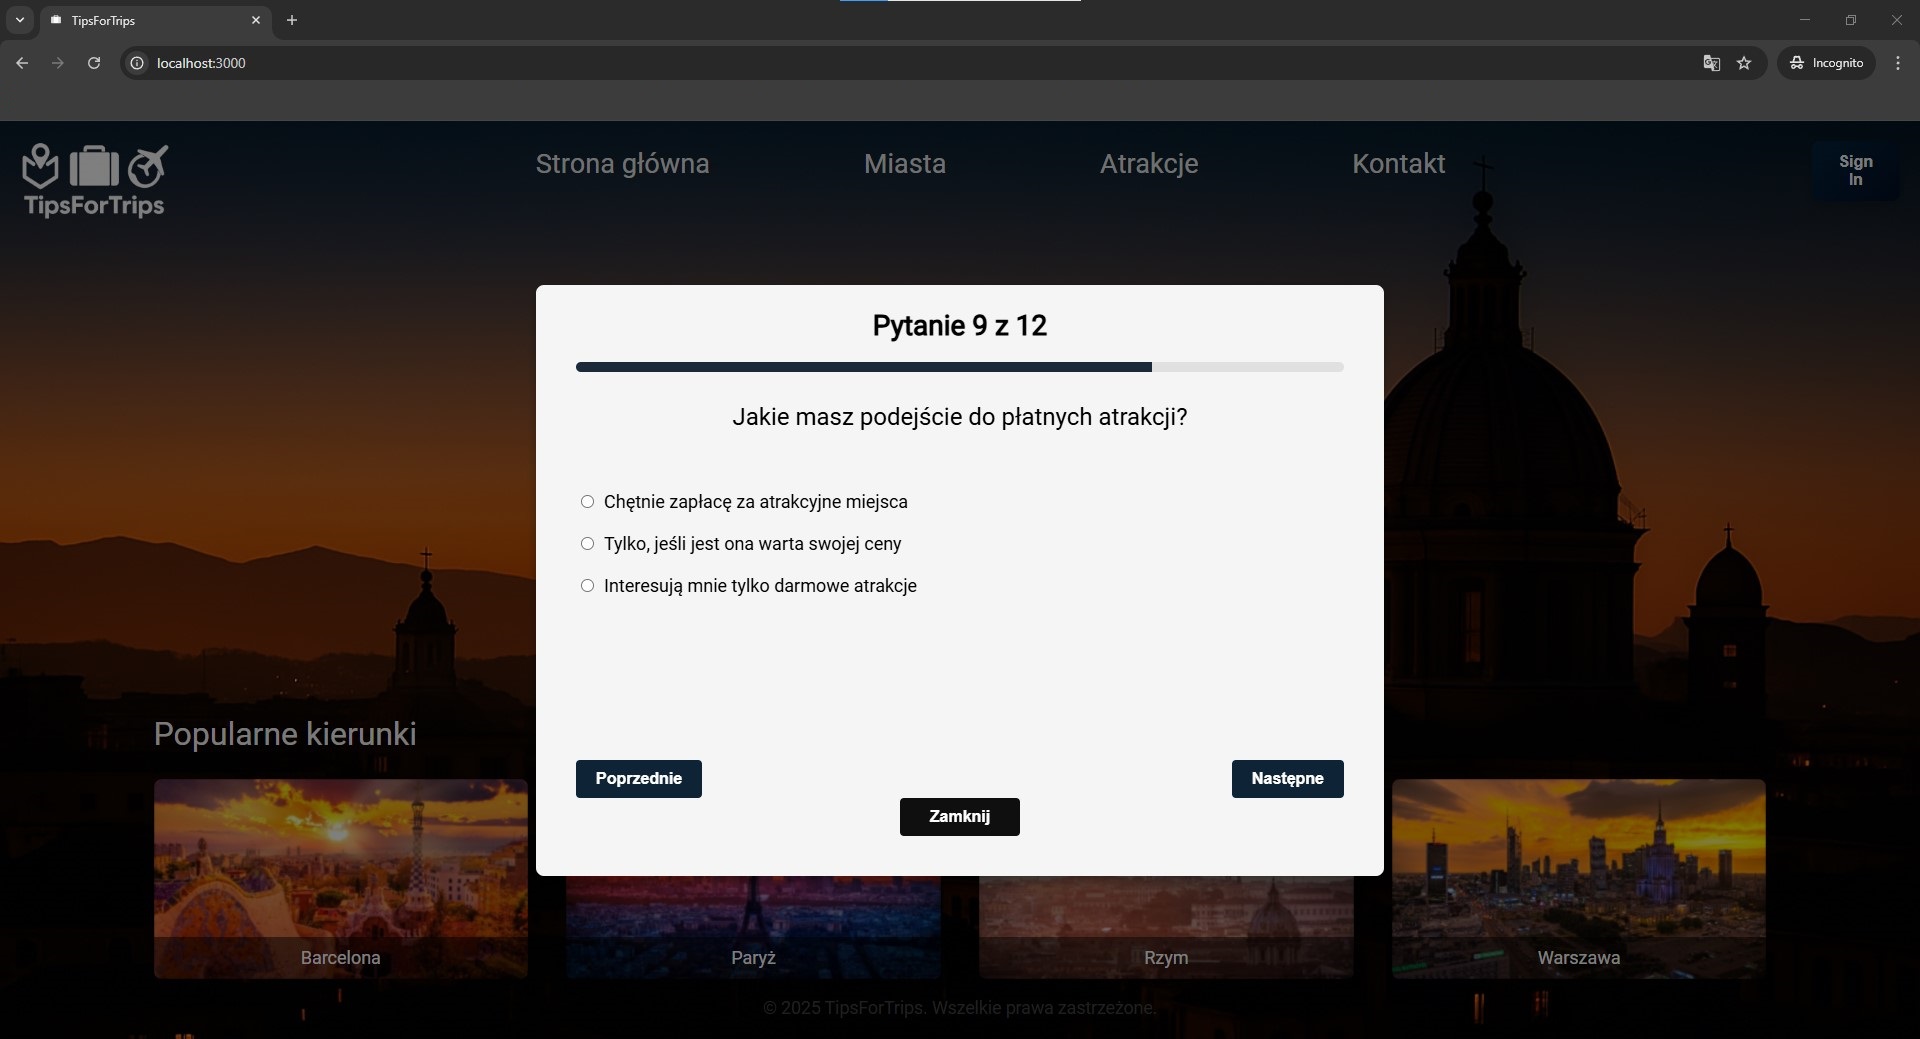 TipsForTrips
localhost:3000
Incognito
TipsForTrips
Strona główna
Miasta
Atrakcje
Kontakt
Sign
In
Pytanie 9 z 12
Jakie masz podejście do płatnych atrakcji?
Chętnie zapłacę za atrakcyjne miejsca
Tylko, jeśli jest ona warta swojej ceny
Interesują mnie tylko darmowe atrakcje
Poprzednie
Następne
Zamknij
Popularne kierunki
Barcelona
Paryż
Rzym
Warszawa
© 2025 TipsForTrips. Wszelkie prawa zastrzeżone.